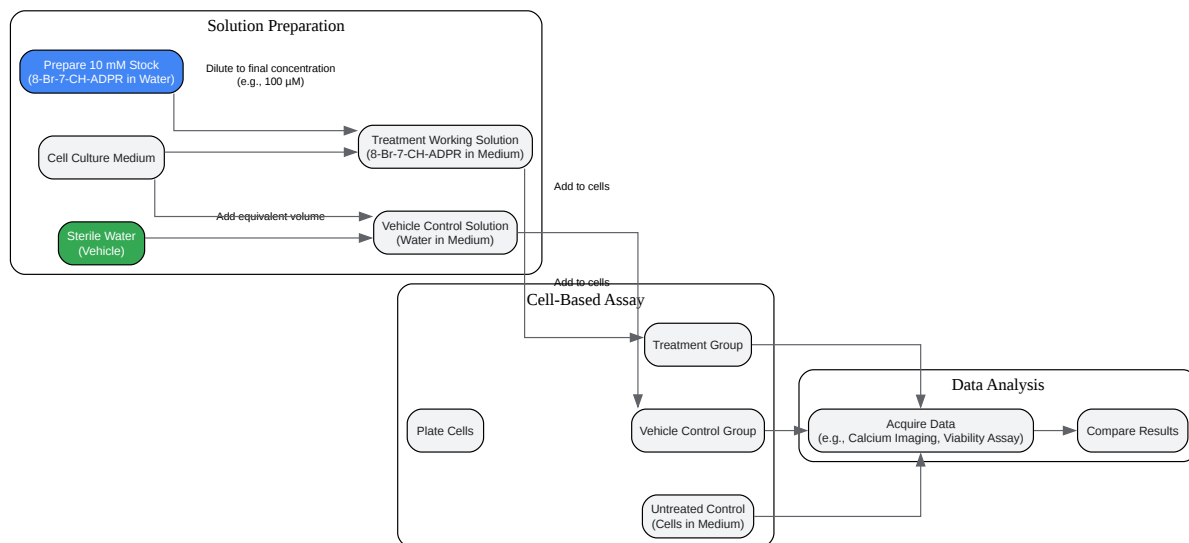 Solution Preparation
Prepare 10 mM Stock
(8-Br-7-CH-ADPR in Water)
Dilute to final concentration
(e.g., 100 µM)
Cell Culture Medium
Treatment Working Solution
(8-Br-7-CH-ADPR in Medium)
Add to cells
Add equivalent volume
Sterile Water
(Vehicle)
Vehicle Control Solution
(Water in Medium)
Add to cells
Cell-Based Assay
Treatment Group
Plate Cells
Vehicle Control Group
Untreated Control
(Cells in Medium)
Data Analysis
Acquire Data
(e.g., Calcium Imaging, Viability Assay)
Compare Results